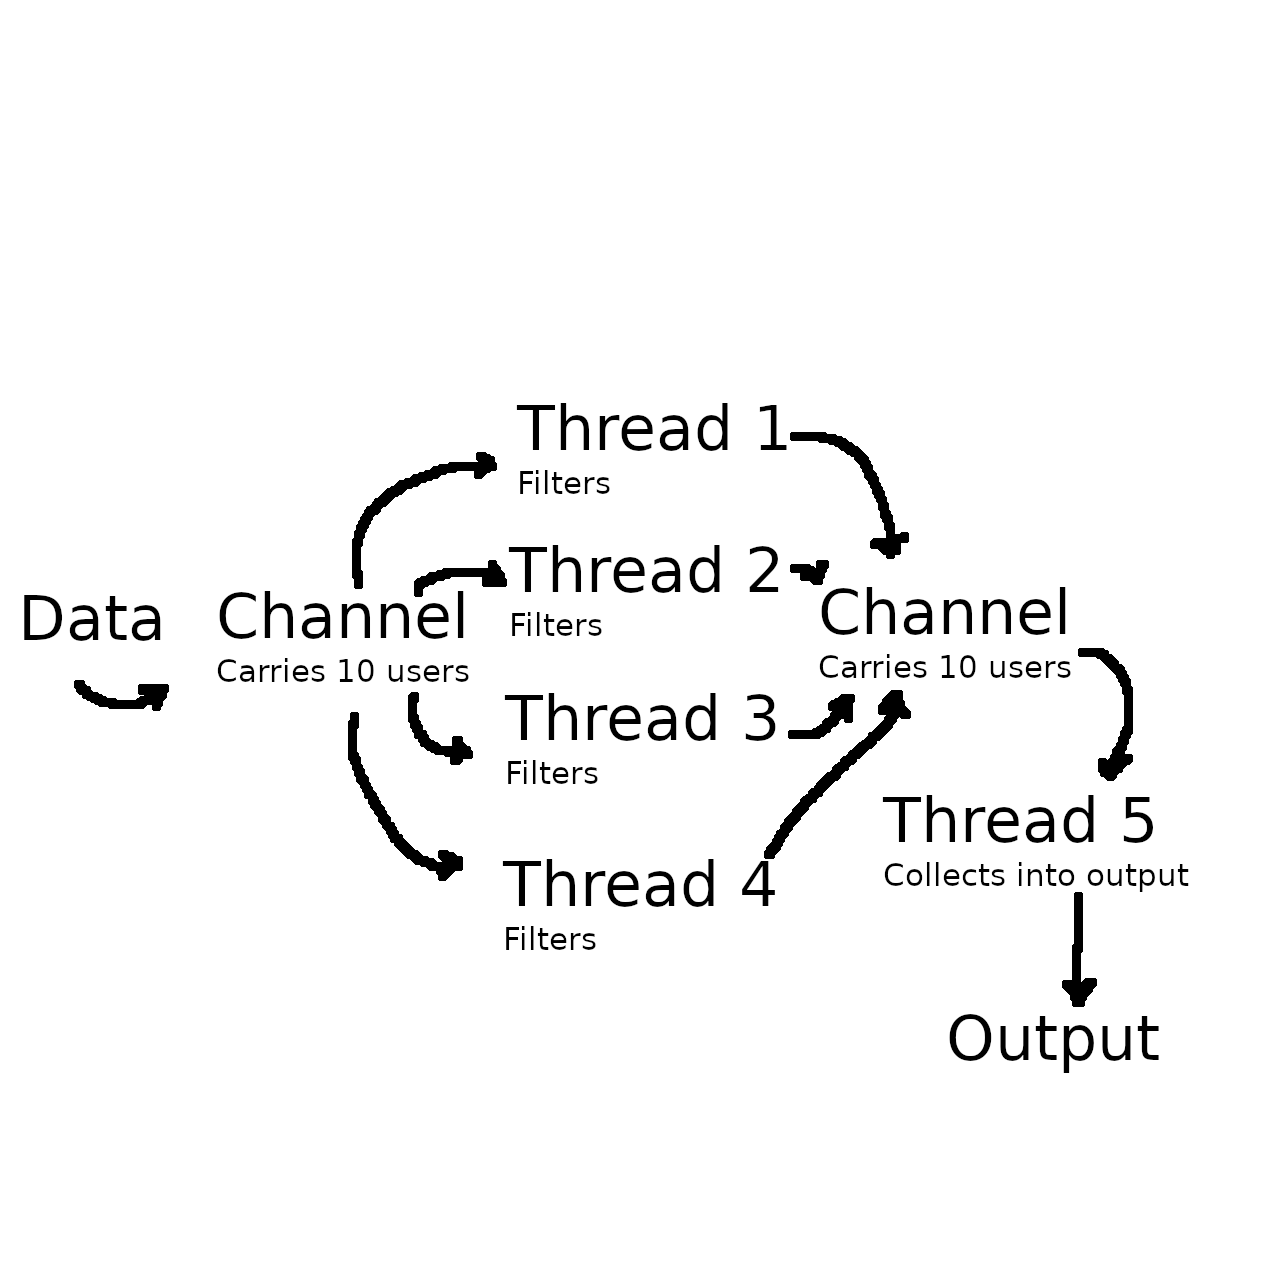 Data
Channel
Carries 10 users
Thread 1
Filters
Thread 2
Filters
Thread 3
Filters
Thread 4
Filters
Channel
Carries 10 users
Thread 5
Collects into output
Output